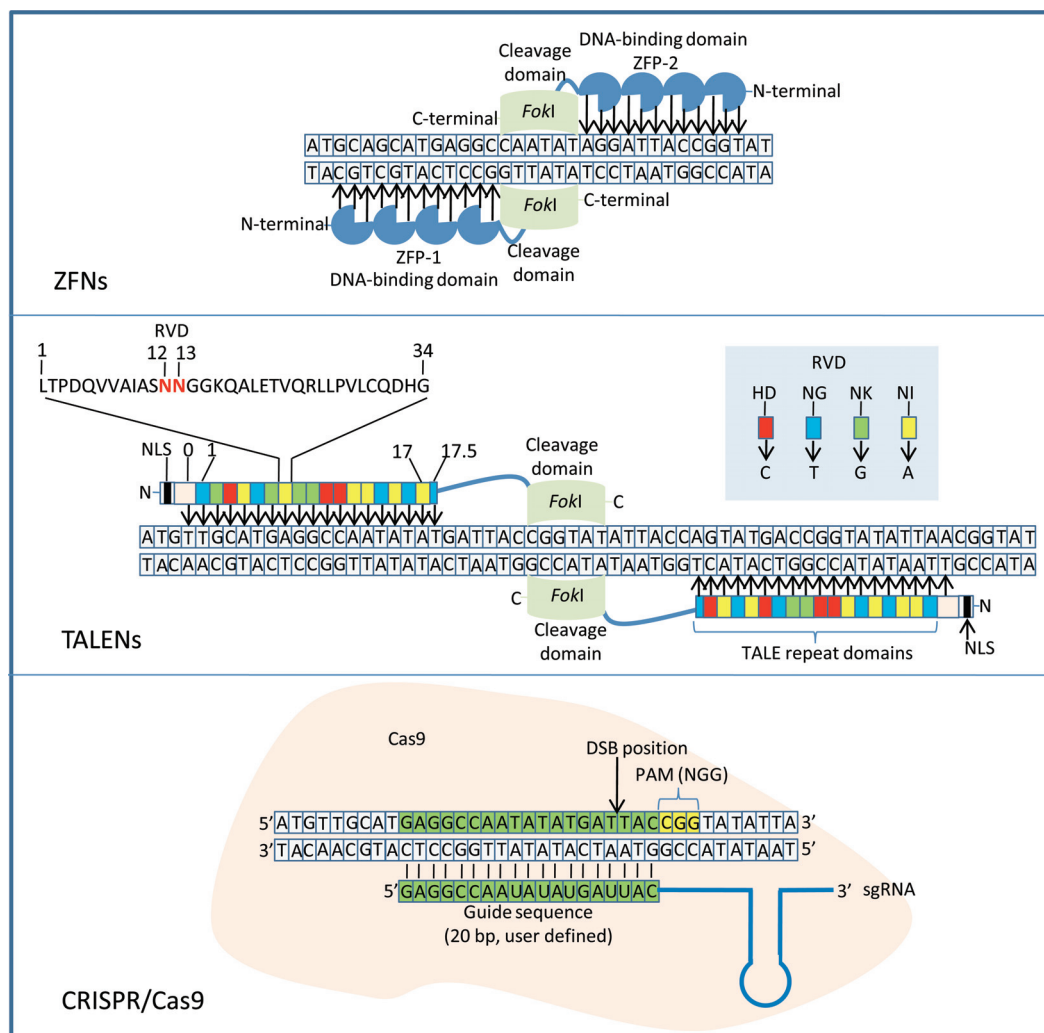 DNA-binding domain
Cleavage ZFP-2
domain
N-terminal
C-terminal
FokI
ATGCAGCATGAGGCCAATATAGGATTACCGGTAT
TACGTCGTACTCCGGTTATATCCTAATGGCCATA
FokI
C-terminal
N-terminal
ZFP-1
Cleavage
DNA-binding domain
domain
ZFNs
RVD
1 12 13 34
LTPDQVVAIASNNGGKQALETVQRLLPVLCQDHG
RVD
HD NG NK NI
C T G A
NLS 0 1 17 17.5
Cleavage
domain
N
FokI
C
ATGTTGCATGAGGCCAATATATGATTACCGGTATATTACCAGTATGACCGGTATATTAACGGTAT
TACAACGTACTCCGGTTATATACTAATGGCCATATAATGGTCATACTGGCCATATAATTGCCATA
C
FokI
N
Cleavage
domain
TALE repeat domains
NLS
TALENs
Cas9
DSB position
PAM (NGG)
5’ ATGTTGCATGAGGCCAATATATGATTACCGGTATATTA 3’
3’ TACAACGTACTCCGGTTATATACTAATGGCCATATAAT 5’
5’ GAGGCCAAUAUAUGAUUAC
3’ sgRNA
Guide sequence
(20 bp, user defined)
CRISPR/Cas9